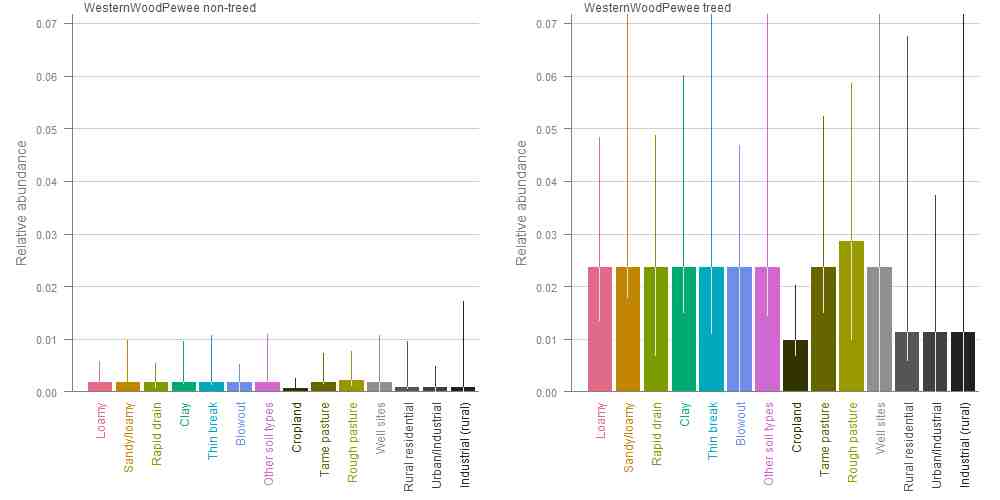 WesternWoodPewee non-treed
Relative abundance
0.07
0.06
0.05
0.04
0.03
0.02
0.01
0.00
Loamy
Sandy/loamy
Rapid drain
Clay
Thin break
Blowout
Other soil types
Cropland
Tame pasture
Rough pasture
Well sites
Rural residential
Urban/Industrial
Industrial (rural)
WesternWoodPewee treed
Relative abundance
0.07
0.06
0.05
0.04
0.03
0.02
0.01
0.00
Loamy
Sandy/loamy
Rapid drain
Clay
Thin break
Blowout
Other soil types
Cropland
Tame pasture
Rough pasture
Well sites
Rural residential
Urban/Industrial
Industrial (rural)